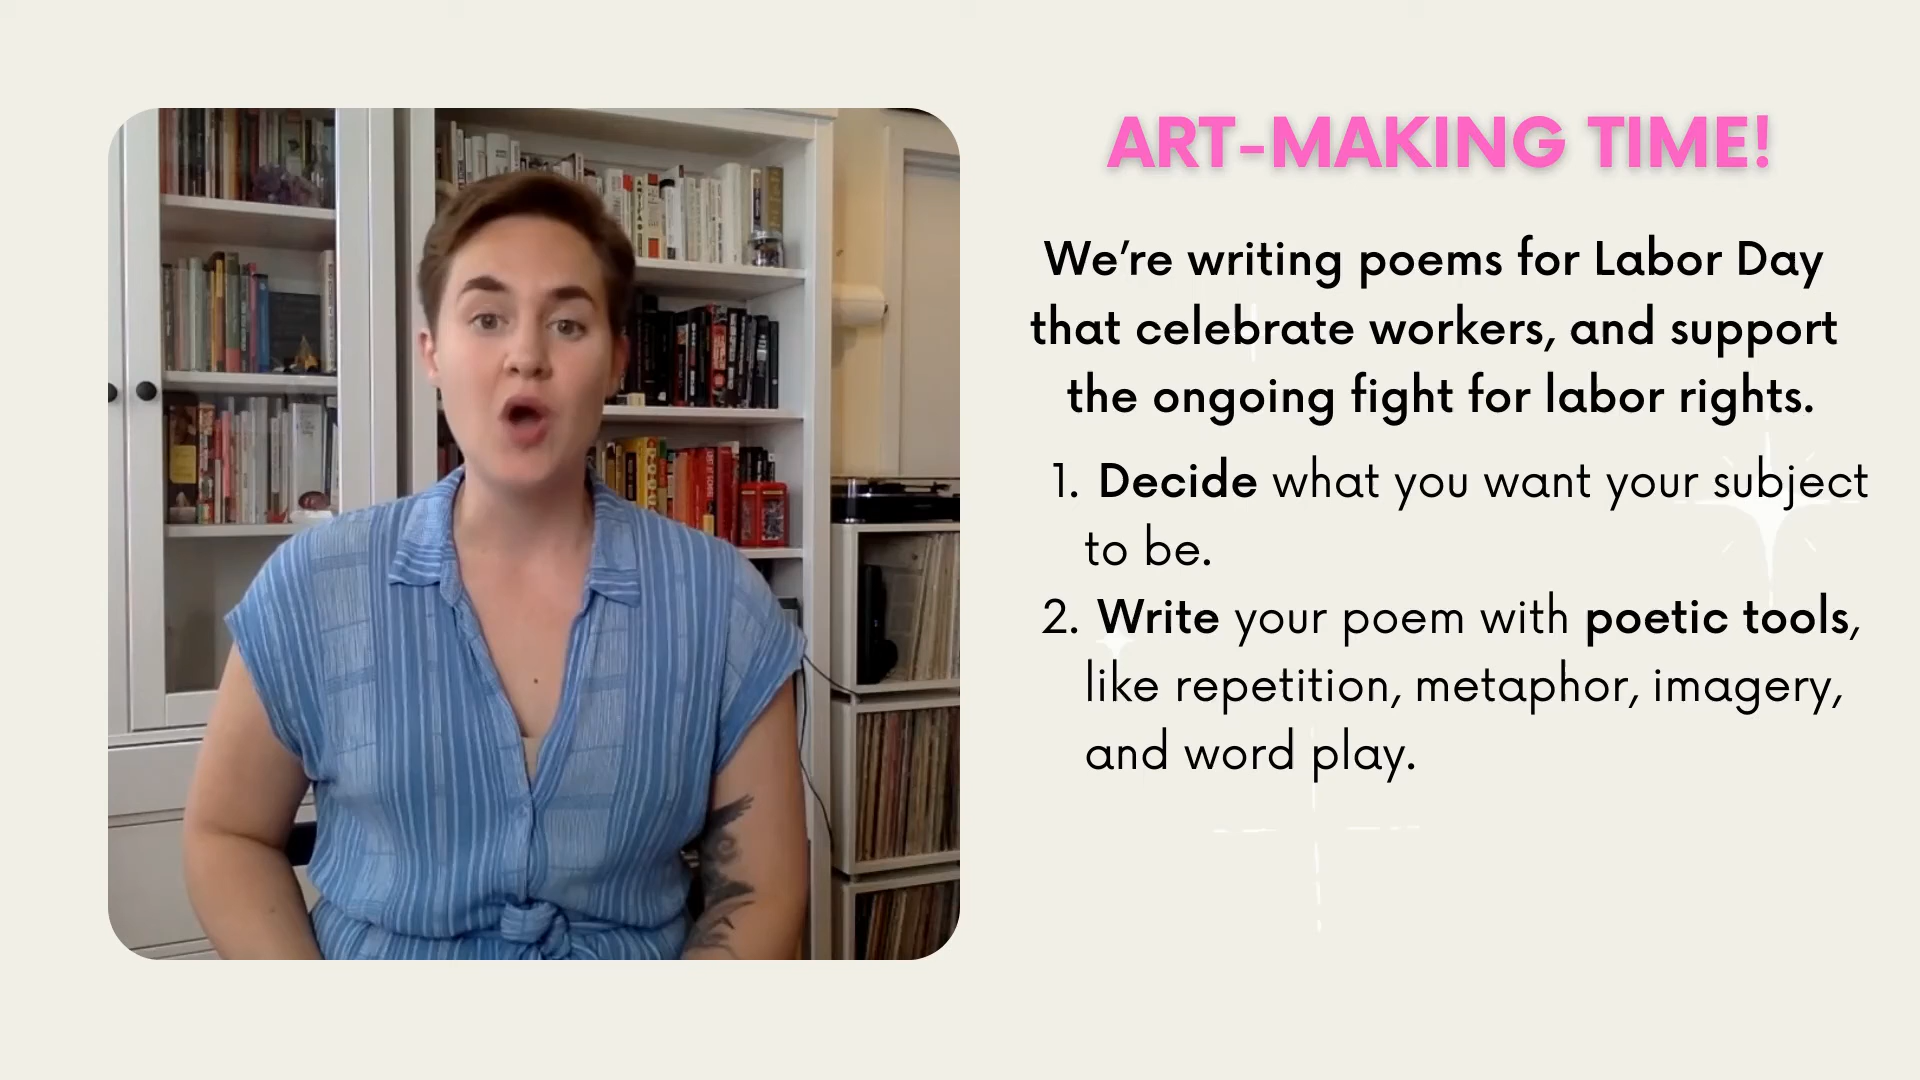 ART-MAKING TIME!
We're writing poems for Labor Day
that celebrate workers, and support
the ongoing fight for labor rights.
1. Decide what you want your subject
to be.
2. Write your poem with poetic tools,
like repetition, metaphor, imagery,
and word play.